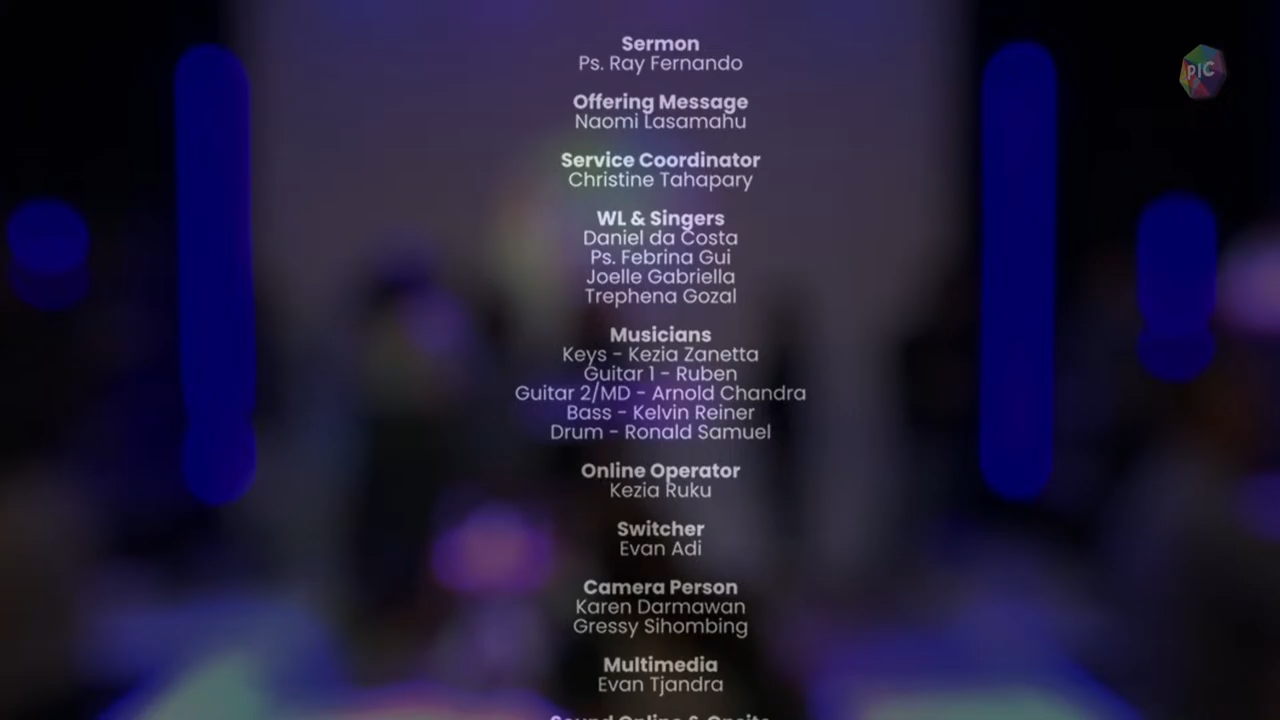 Sermon
Ps. Ray Fernando
PIC
Offering Message
Naomi Lasamahu
Service Coordinator
Christine Tahapary
WL & Singers
Daniel da Costa
Ps. Febrina Gui
Joelle Gabriella
Trephena Gozal
Musicians
Keys - Kezia Zanetta
Guitar 1 - Ruben
Guitar 2/MD - Arnold Chandra
Bass - Kelvin Reiner
Drum - Ronald Samuel
Online Operator
Kezia Ruku
Switcher
Evan Adi
Camera Person
Karen Darmawan
Gressy Sihombing
Multimedia
Evan Tjandra
Sound Online & Onsite